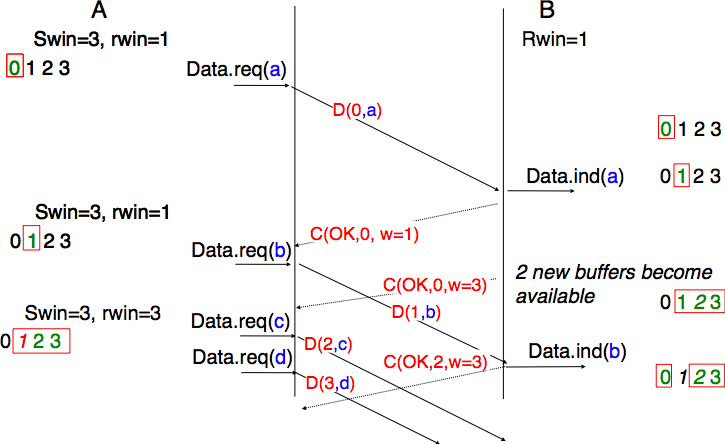 A
B
Swin=3, rwin=1
Rwin=1
0 1 2 3
Data.req(a)
D(0,a)
0 1 2 3
Data.ind(a)
0 1 2 3
Swin=3, rwin=1
0 1 2 3
C(OK,0, w=1)
Data.req(b)
C(OK,0,w=3)
2 new buffers become
available
0 1 2 3
Swin=3, rwin=3
D(1,b)
0 1 2 3
Data.req(c)
D(2,c)
Data.ind(b)
Data.req(d)
C(OK,2,w=3)
D(3,d)
0 1 2 3